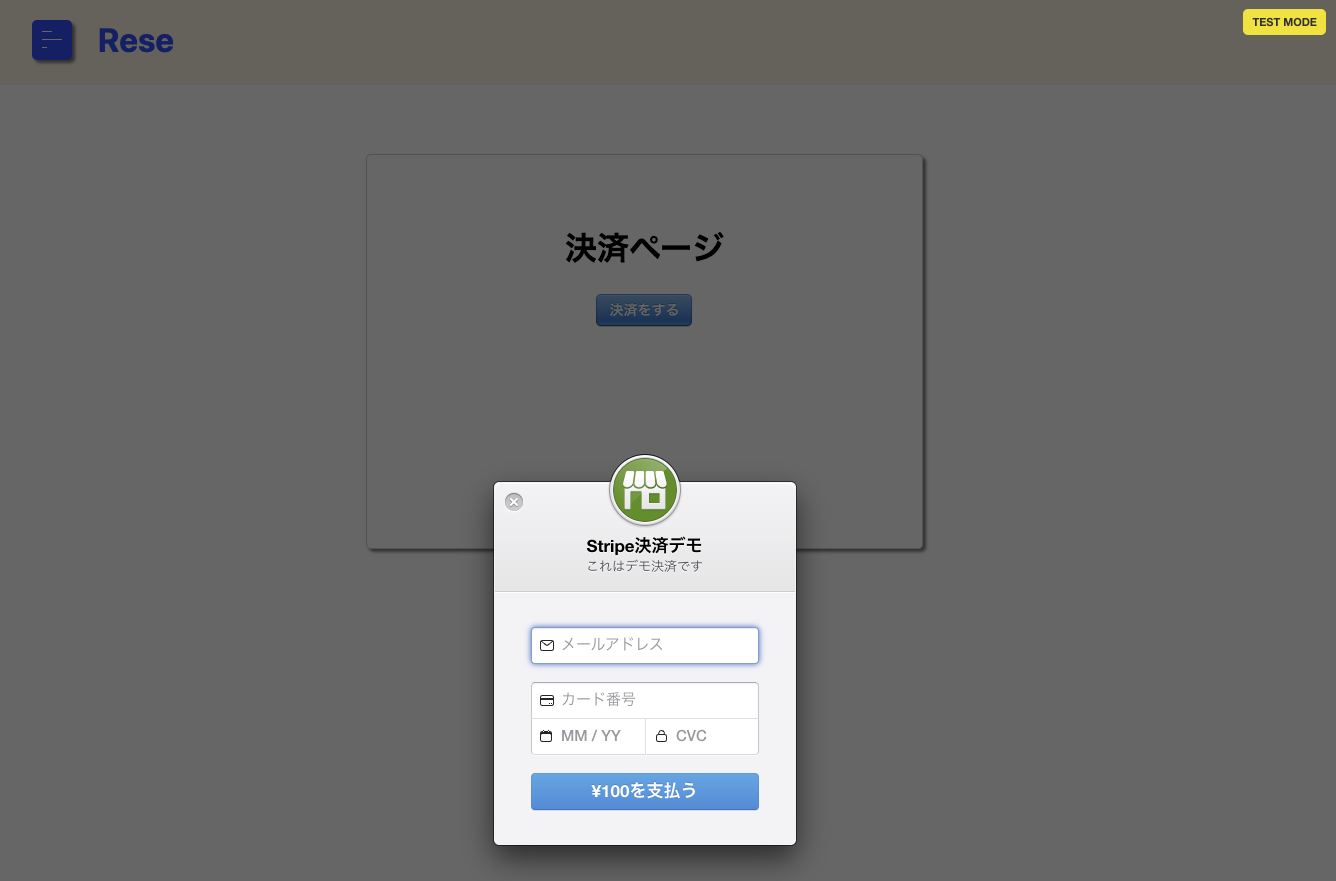 Rese
TEST MODE
決済ページ
決済をする
Stripe決済デモ
これはデモ決済です
メールアドレス
カード番号
MM / YY
CVC
¥100を支払う